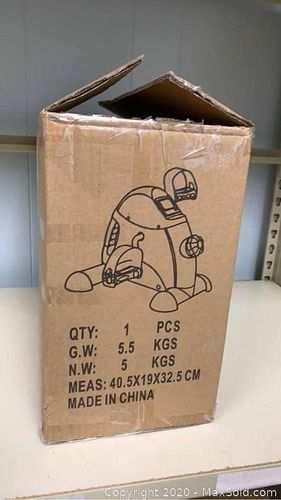 QTY: 1 PCS
G.W: 5.5 KGS
N.W: 5 KGS
MEAS: 40.5X19X32.5 CM
MADE IN CHINA
Copyright 2020 - MaxSold.com